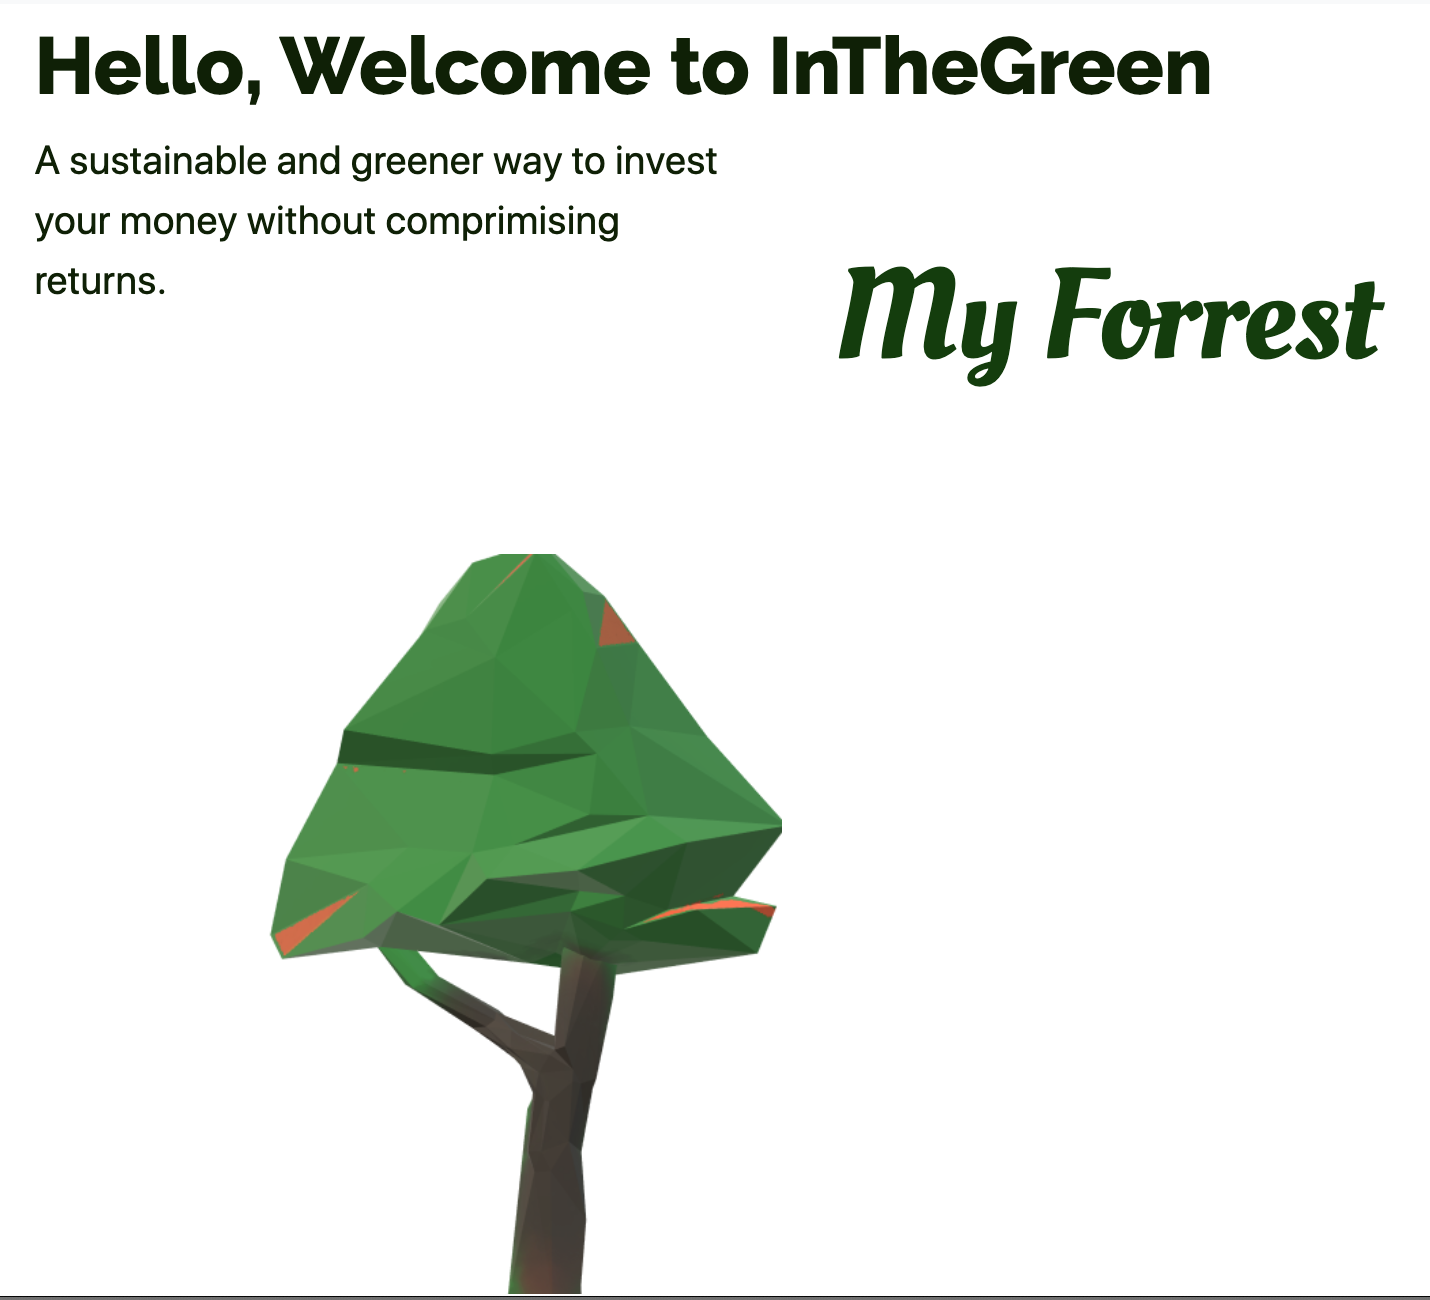 Hello, Welcome to InTheGreen
A sustainable and greener way to invest
your money without comprimising
returns.
My Forrest